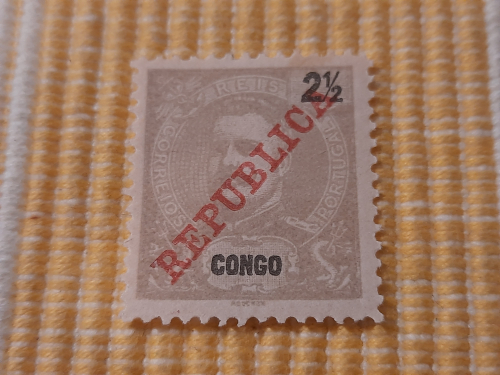 2½
REIS
CORREIOS
PORTUGAL
REPUBLICA
CONGO